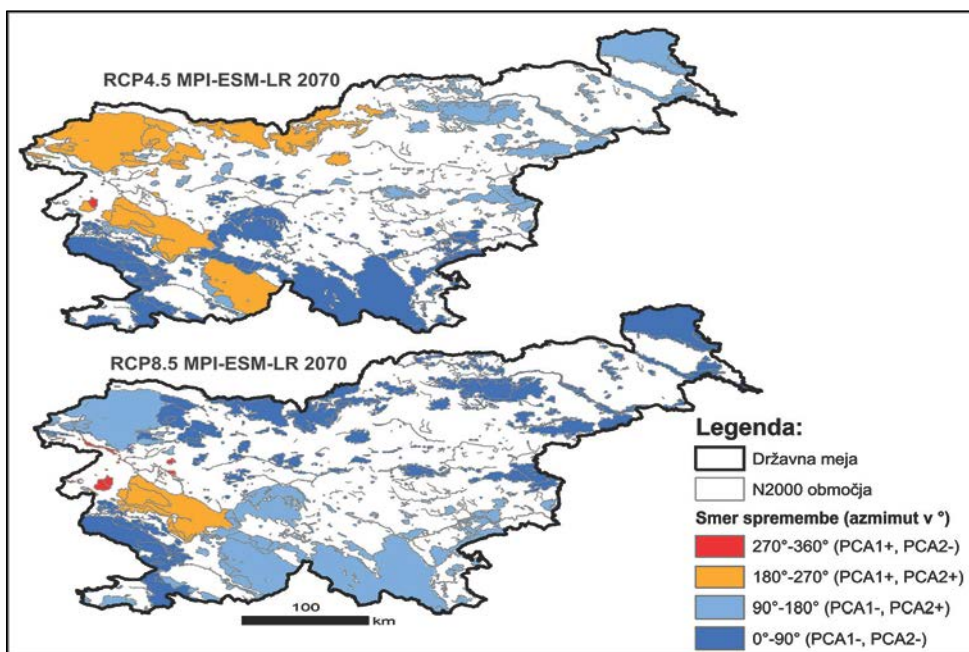 RCP4.5 MPI-ESM-LR 2070
RCP8.5 MPI-ESM-LR 2070
100
km
Legenda:
Državna meja
N2000 območja
Smer spremembe (azmimut v °)
270°-360° (PCA1+, PCA2-)
180°-270° (PCA1+, PCA2+)
90°-180° (PCA1-, PCA2+)
0°-90° (PCA1-, PCA2-)